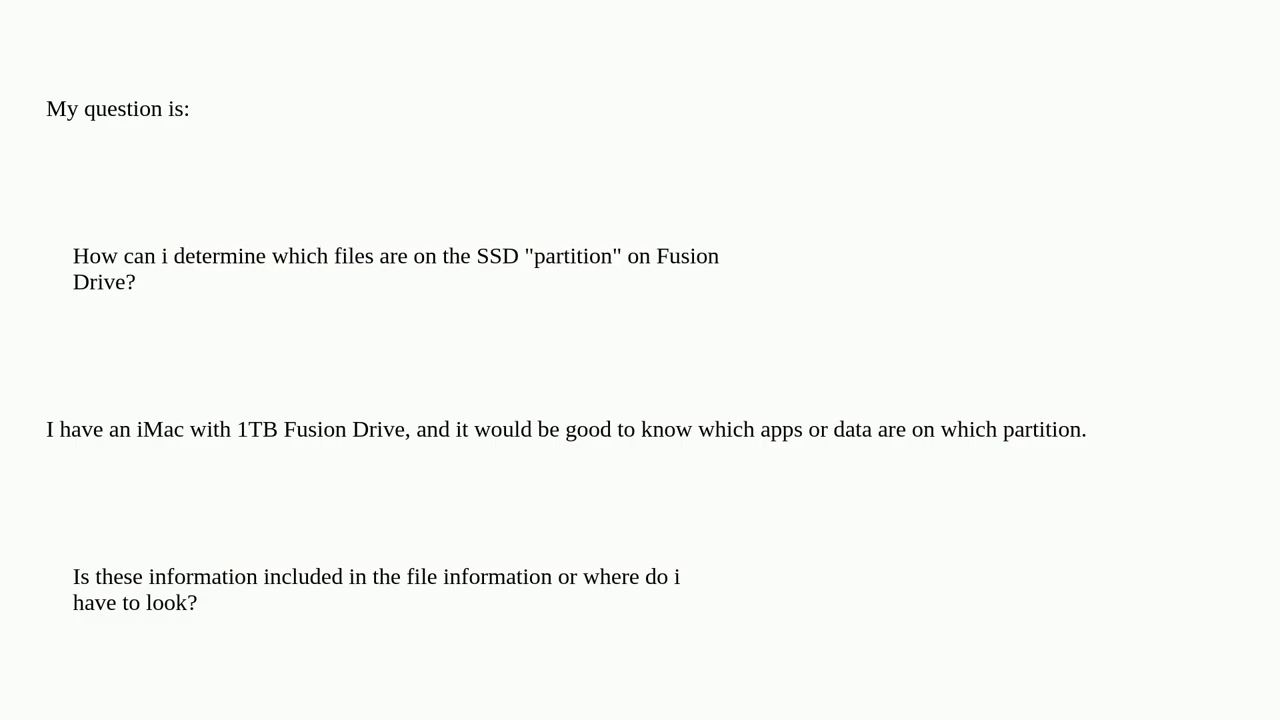 My question is:
How can i determine which files are on the SSD "partition" on Fusion
Drive?
I have an iMac with 1TB Fusion Drive, and it would be good to know which apps or data are on which partition.
Is these information included in the file information or where do i
have to look?